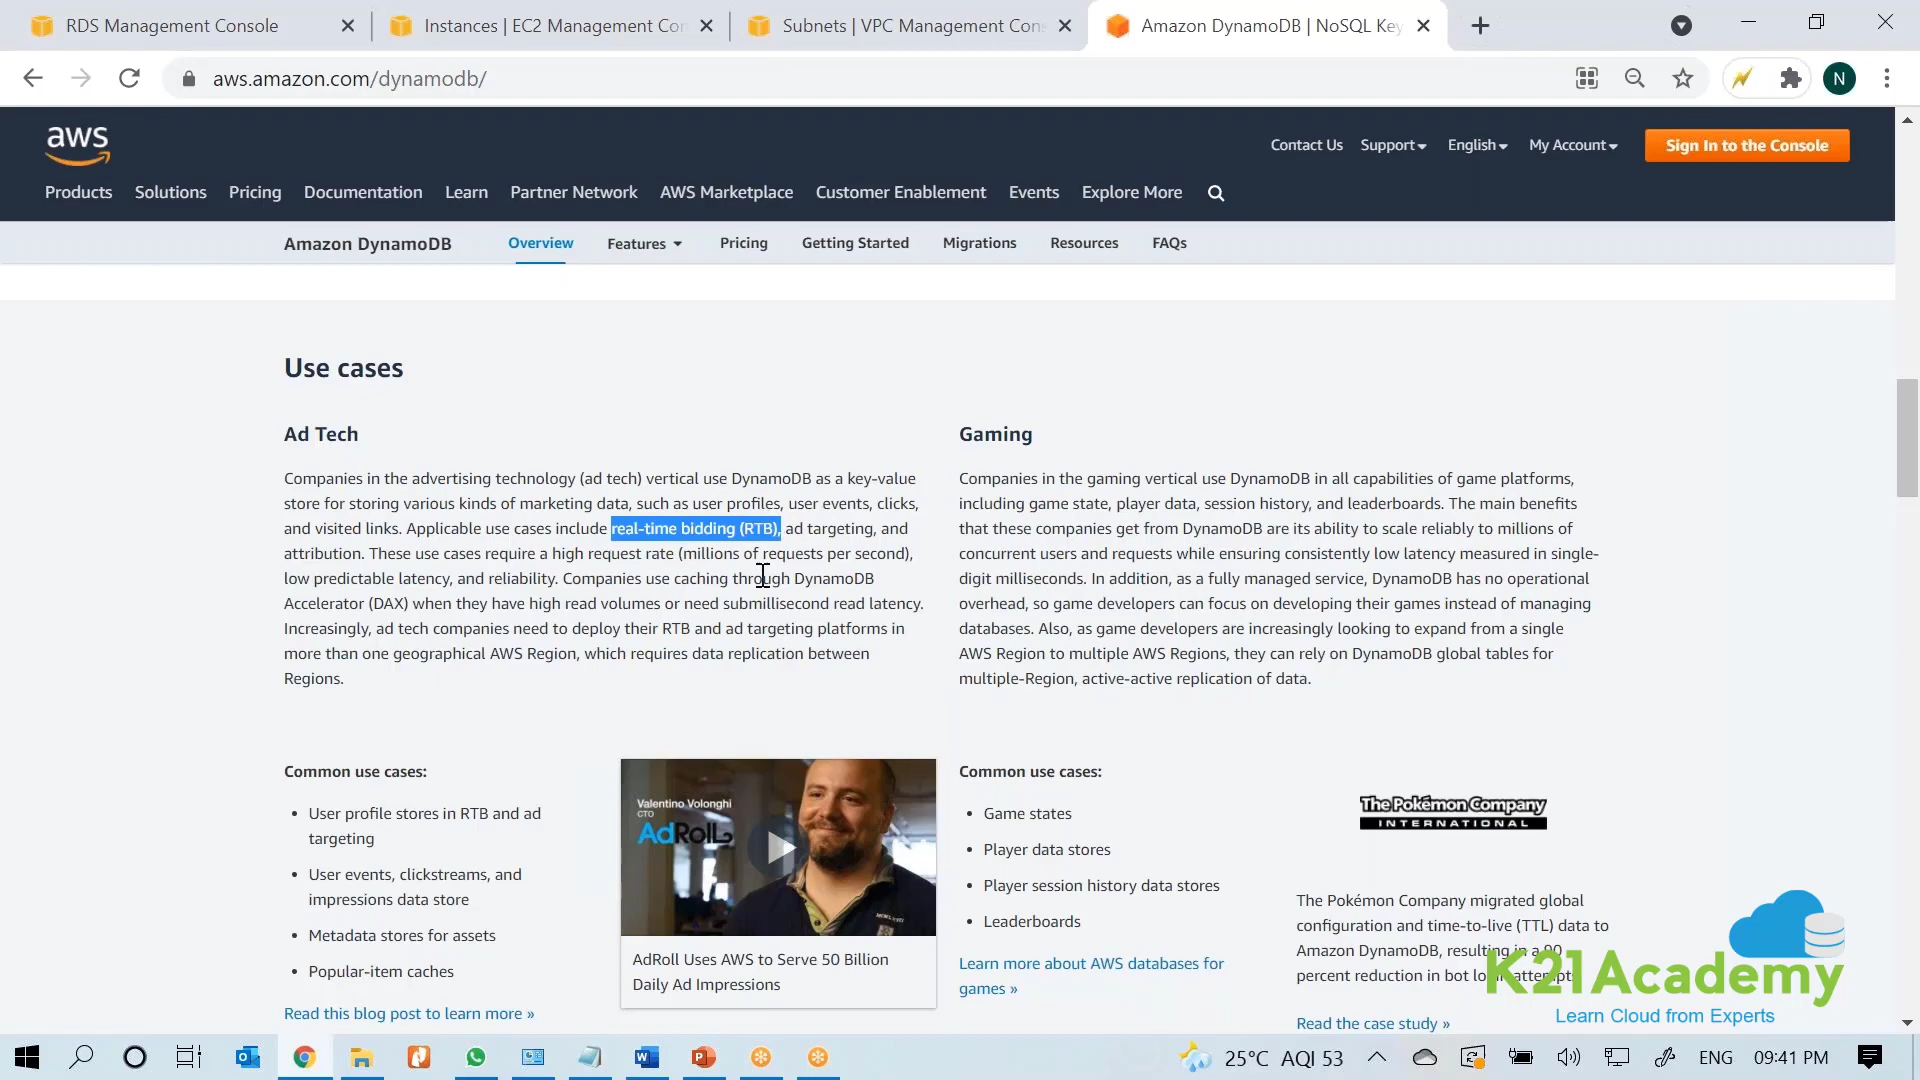 RDS Management Console
Instances | EC2 Management Con
Subnets | VPC Management Cons
Amazon DynamoDB | NoSQL Key
aws.amazon.com/dynamodb/
N
aws
Contact Us Support English My Account Sign In to the Console
Products Solutions Pricing Documentation Learn Partner Network AWS Marketplace Customer Enablement Events Explore More
Amazon DynamoDB Overview Features Pricing Getting Started Migrations Resources FAQs
Use cases
Ad Tech
Companies in the advertising technology (ad tech) vertical use DynamoDB as a key-value
store for storing various kinds of marketing data, such as user profiles, user events, clicks,
and visited links. Applicable use cases include real-time bidding (RTB), ad targeting, and
attribution. These use cases require a high request rate (millions of requests per second),
low predictable latency, and reliability. Companies use caching through DynamoDB
Accelerator (DAX) when they have high read volumes or need submillisecond read latency.
Increasingly, ad tech companies need to deploy their RTB and ad targeting platforms in
more than one geographical AWS Region, which requires data replication between
Regions.
Common use cases:
• User profile stores in RTB and ad
targeting
• User events, clickstreams, and
impressions data store
• Metadata stores for assets
• Popular-item caches
Read this blog post to learn more »
Valentino Volonghi
CTO
AdRoll
AdRoll Uses AWS to Serve 50 Billion
Daily Ad Impressions
Gaming
Companies in the gaming vertical use DynamoDB in all capabilities of game platforms,
including game state, player data, session history, and leaderboards. The main benefits
that these companies get from DynamoDB are its ability to scale reliably to millions of
concurrent users and requests while ensuring consistently low latency measured in single-
digit milliseconds. In addition, as a fully managed service, DynamoDB has no operational
overhead, so game developers can focus on developing their games instead of managing
databases. Also, as game developers are increasingly looking to expand from a single
AWS Region to multiple AWS Regions, they can rely on DynamoDB global tables for
multiple-Region, active-active replication of data.
Common use cases:
• Game states
• Player data stores
• Player session history data stores
• Leaderboards
Learn more about AWS databases for
games »
The Pokémon Company
INTERNATIONAL
The Pokémon Company migrated global
configuration and time-to-live (TTL) data to
Amazon DynamoDB, resulting in a 90
percent reduction in bot login attempts
Read the case study »
K21Academy
Learn Cloud from Experts
25°C AQI 53
ENG 09:41 PM